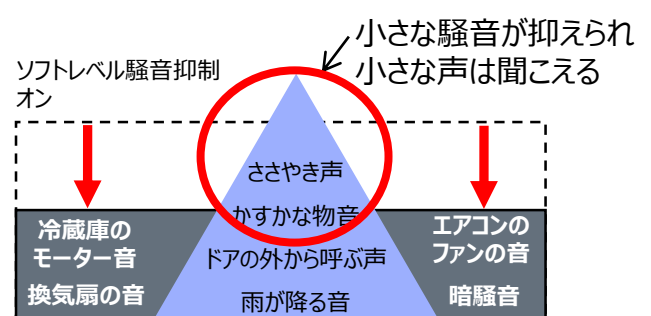 小さな騒音が抑えられ
小さな声は聞こえる
ソフトレベル騒音抑制
オン
ささやき声
かすかな物音
ドアの外から呼ぶ声
雨が降る音
冷蔵庫の
モーター音
換気扇の音
エアコンの
ファンの音
暗騒音